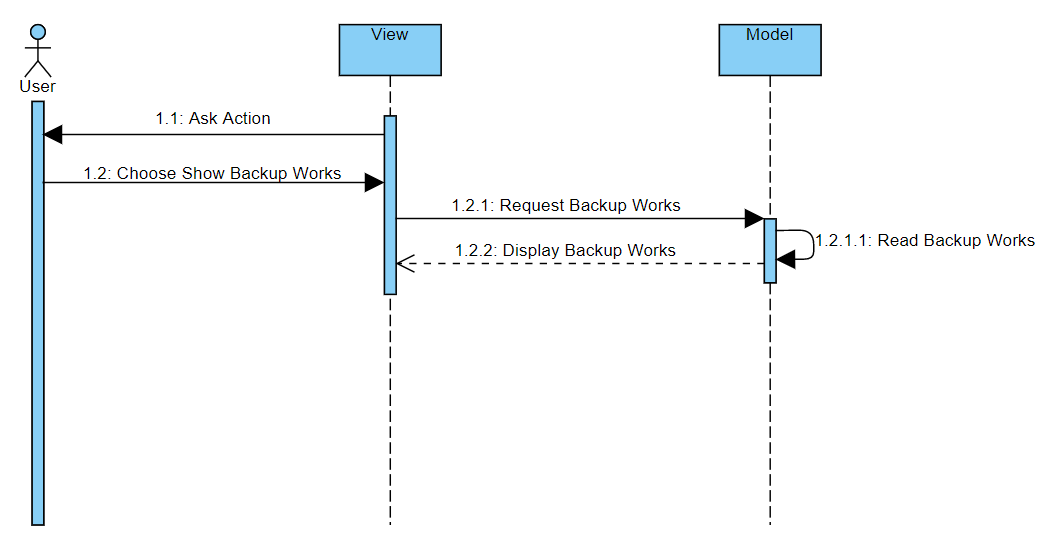 View
Model
User
1.1: Ask Action
1.2: Choose Show Backup Works
1.2.1: Request Backup Works
1.2.1.1: Read Backup Works
1.2.2: Display Backup Works